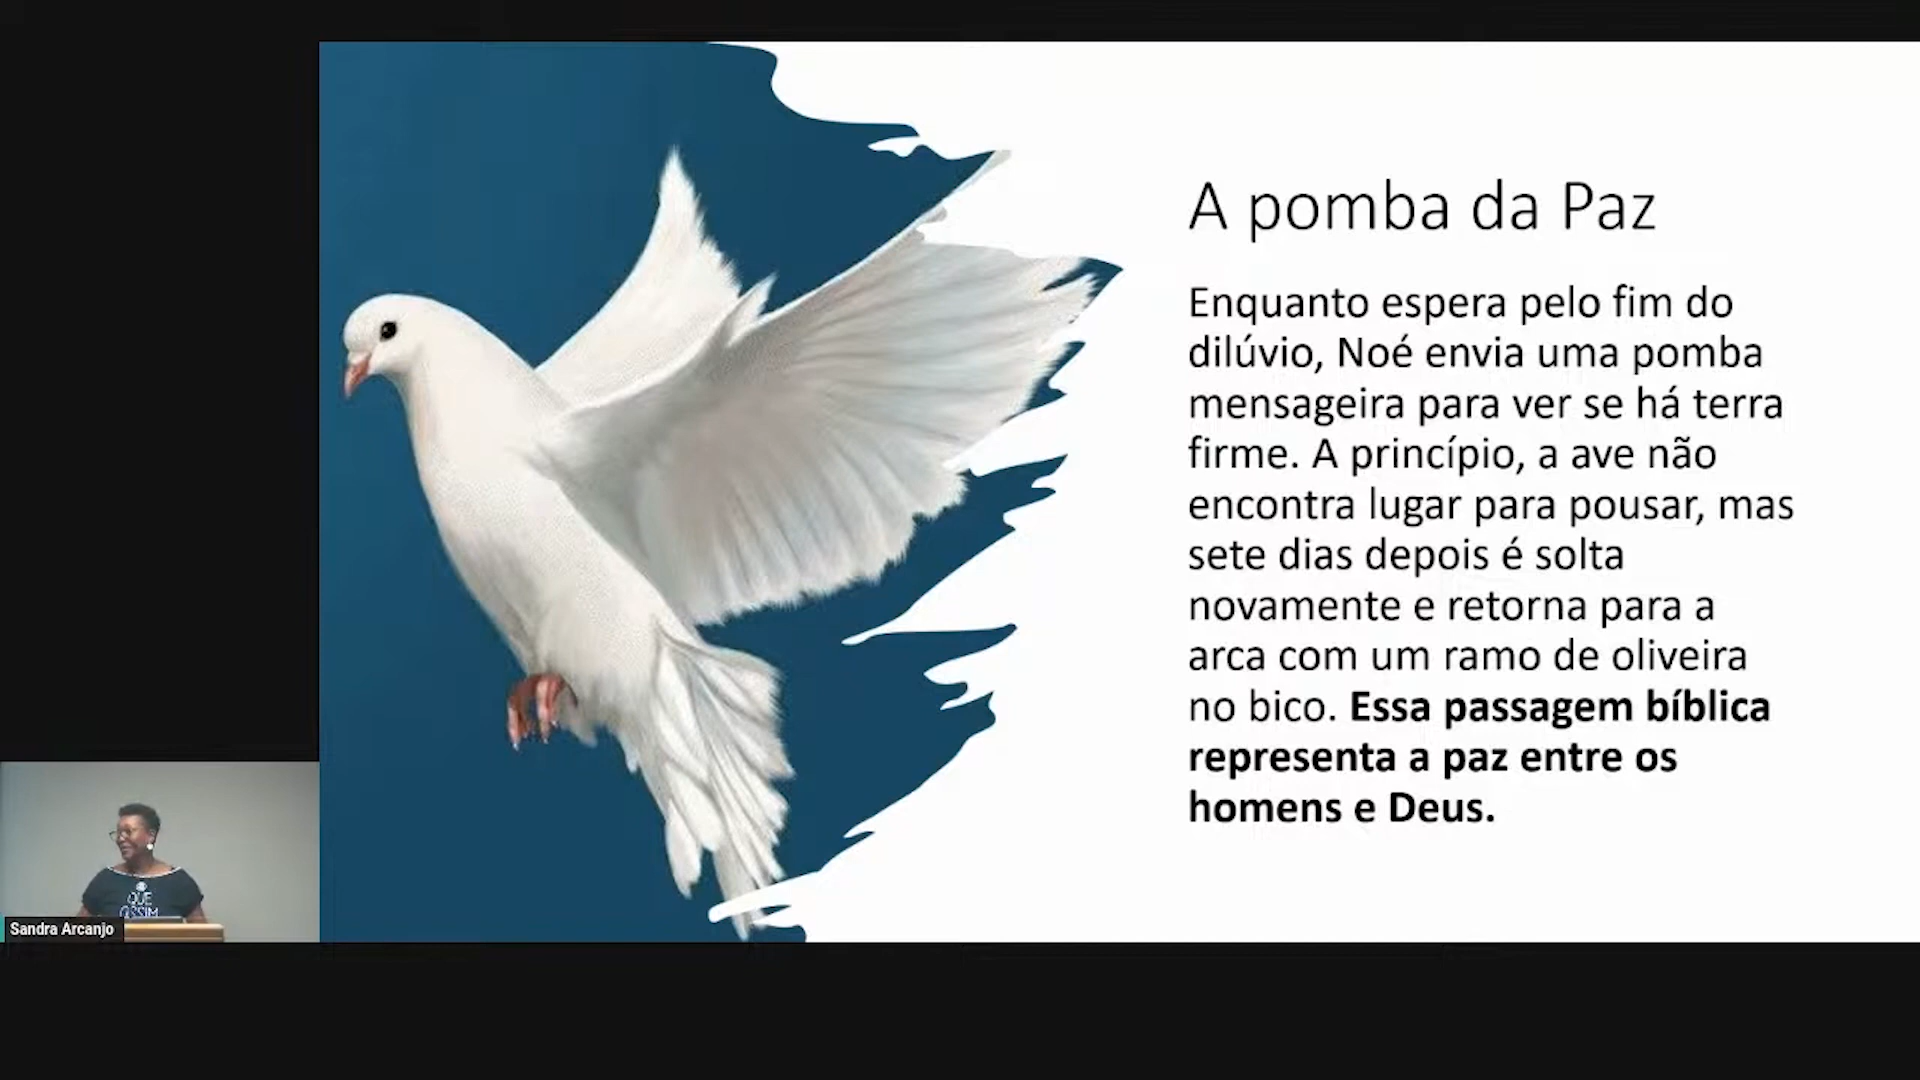 A pomba da Paz
Enquanto espera pelo fim do
dilúvio, Noé envia uma pomba
mensageira para ver se há terra
firme. A princípio, a ave não
encontra lugar para pousar, mas
sete dias depois é solta
novamente e retorna para a
arca com um ramo de oliveira
no bico. Essa passagem bíblica
representa a paz entre os
homens e Deus.
QUE
ASSIM
Sandra Arcanjo